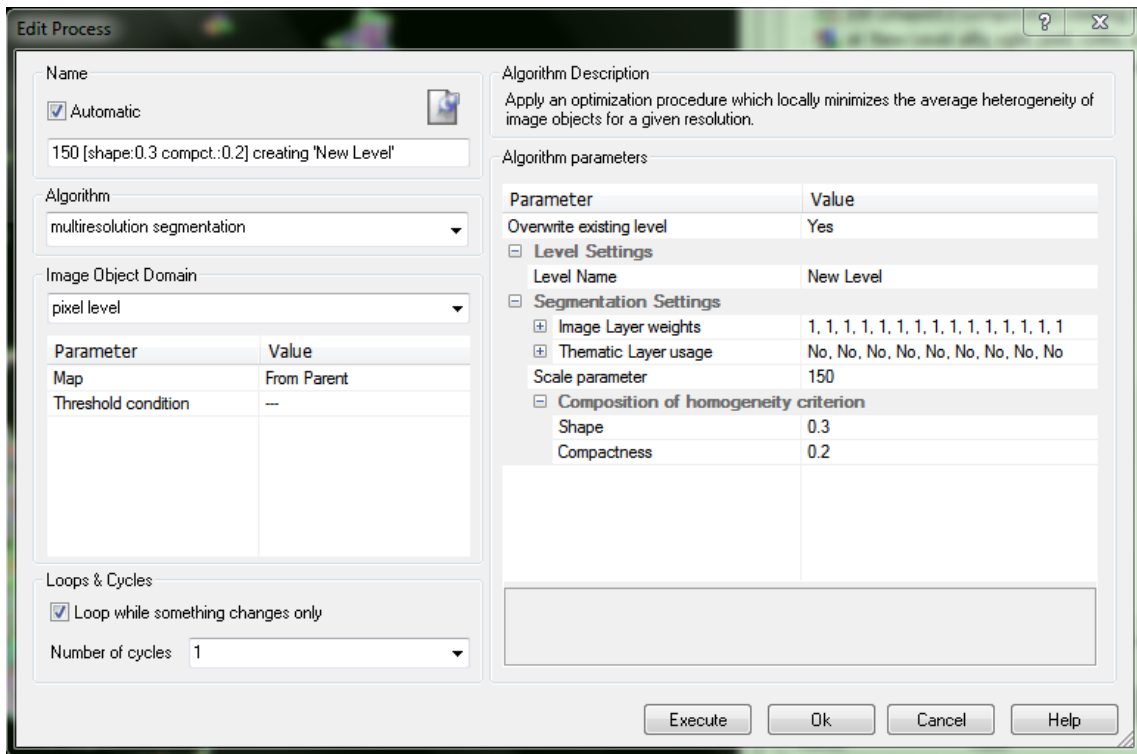 Edit Process
Name
Automatic
150 [shape:0.3 compct.:0.2] creating 'New Level'
Algorithm
multiresolution segmentation
Image Object Domain
pixel level
Parameter Value
Map From Parent
Threshold condition ---
Loops & Cycles
Loop while something changes only
Number of cycles 1
Algorithm Description
Apply an optimization procedure which locally minimizes the average heterogeneity of
image objects for a given resolution.
Algorithm parameters
Parameter Value
Overwrite existing level Yes
Level Settings
Level Name New Level
Segmentation Settings
Image Layer weights 1, 1, 1, 1, 1, 1, 1, 1, 1, 1, 1, 1, 1, 1, 1
Thematic Layer usage No, No, No, No, No, No, No, No, No
Scale parameter 150
Composition of homogeneity criterion
Shape 0.3
Compactness 0.2
Execute Ok Cancel Help